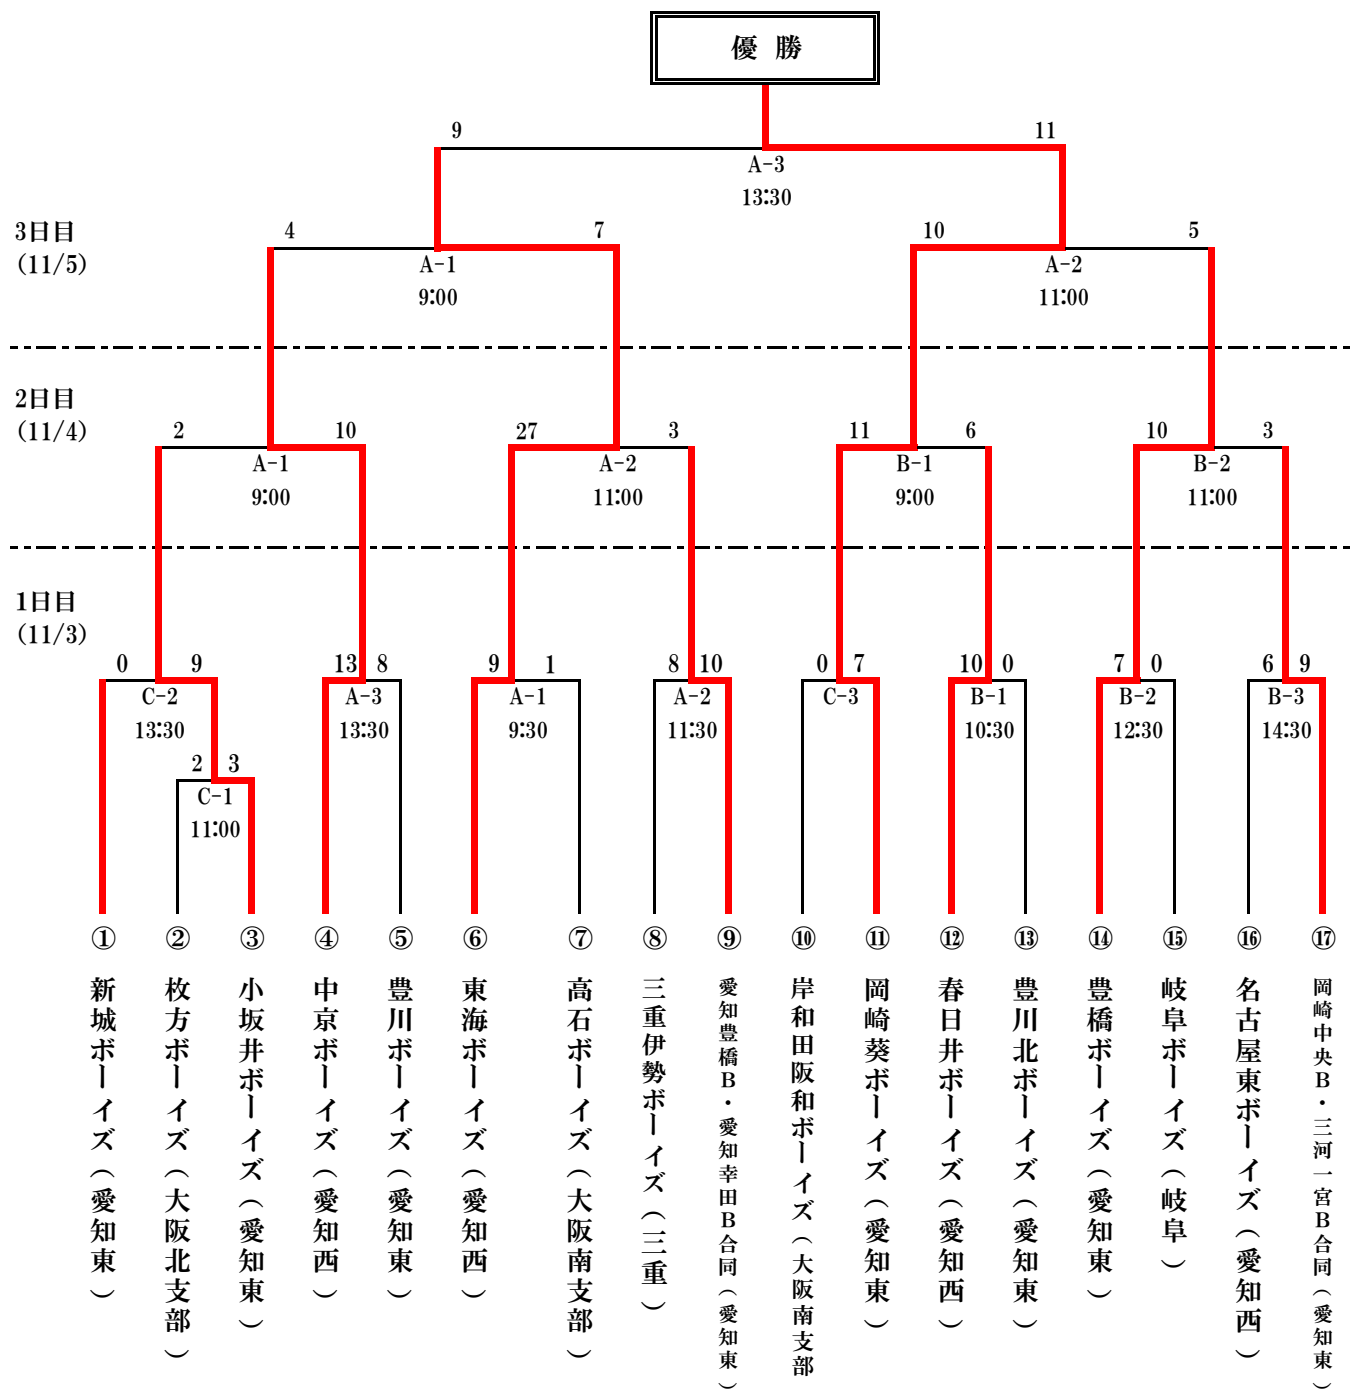 優 勝
9 11
A-3
13:30
3日目
(11/5)
4 7 10 5
A-1 A-2
9:00 11:00
2日目
(11/4)
2 10 27 3 11 6 10 3
A-1 A-2 B-1 B-2
9:00 11:00 9:00 11:00
1日目
(11/3)
0 9 13 8 9 1 8 10 0 7 10 0 7 0 6 9
C-2 A-3 A-1 A-2 C-3 B-1 B-2 B-3
13:30 13:30 9:30 11:30 10:30 12:30 14:30
2 3
C-1
11:00
① 新城ボーイズ(愛知東)
② 枚方ボーイズ(大阪北支部)
③ 小坂井ボーイズ(愛知東)
④ 中京ボーイズ(愛知西)
⑤ 豊川ボーイズ(愛知東)
⑥ 東海ボーイズ(愛知西)
⑦ 高石ボーイズ(大阪南支部)
⑧ 三重伊勢ボーイズ(三重)
⑨ 愛知豊橋B・愛知幸田B合同(愛知東)
⑩ 岸和田阪和ボーイズ(大阪南支部
⑪ 岡崎葵ボーイズ(愛知東)
⑫ 春日井ボーイズ(愛知西)
⑬ 豊川北ボーイズ(愛知東)
⑭ 豊橋ボーイズ(愛知東)
⑮ 岐阜ボーイズ(岐阜)
⑯ 名古屋東ボーイズ(愛知西)
⑰ 岡崎中央B・三河一宮B合同(愛知東)